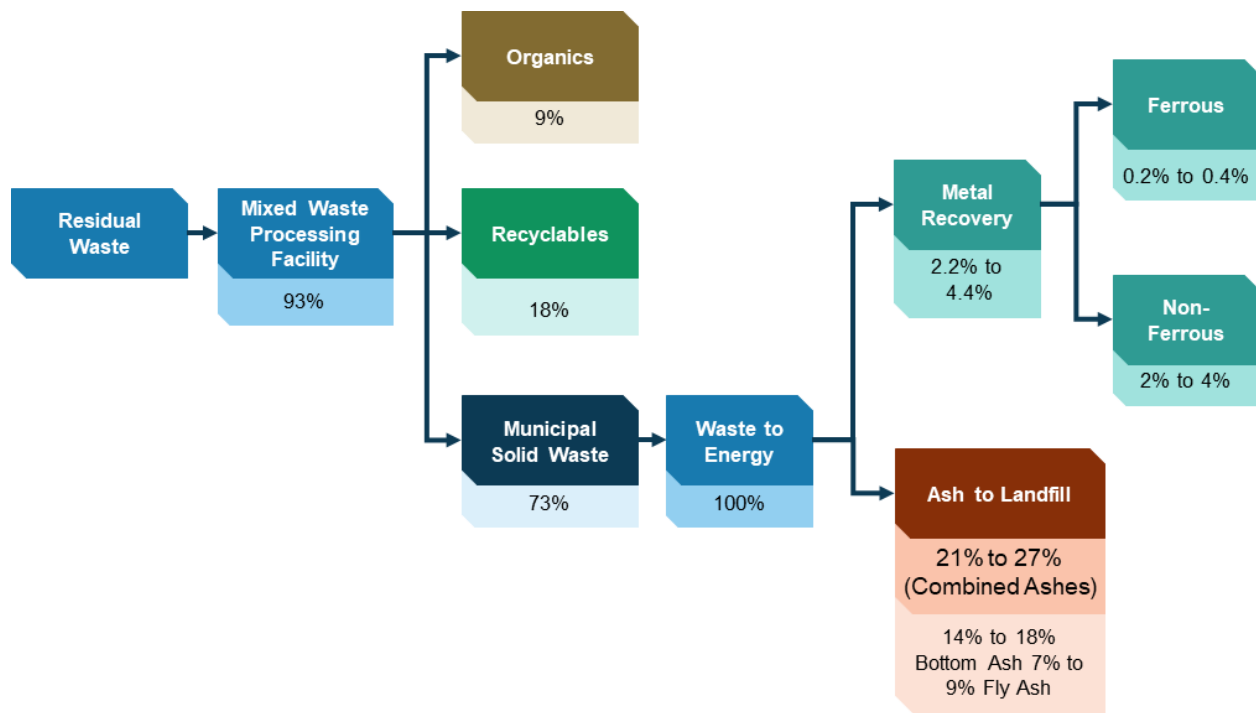 Organics
9%
Residual
Waste
Mixed Waste
Processing
Facility
93%
Recyclables
18%
Municipal
Solid Waste
73%
Waste to
Energy
100%
Metal
Recovery
2.2% to
4.4%
Ferrous
0.2% to 0.4%
Non-
Ferrous
2% to 4%
Ash to Landfill
21% to 27%
(Combined Ashes)
14% to 18%
Bottom Ash 7% to
9% Fly Ash